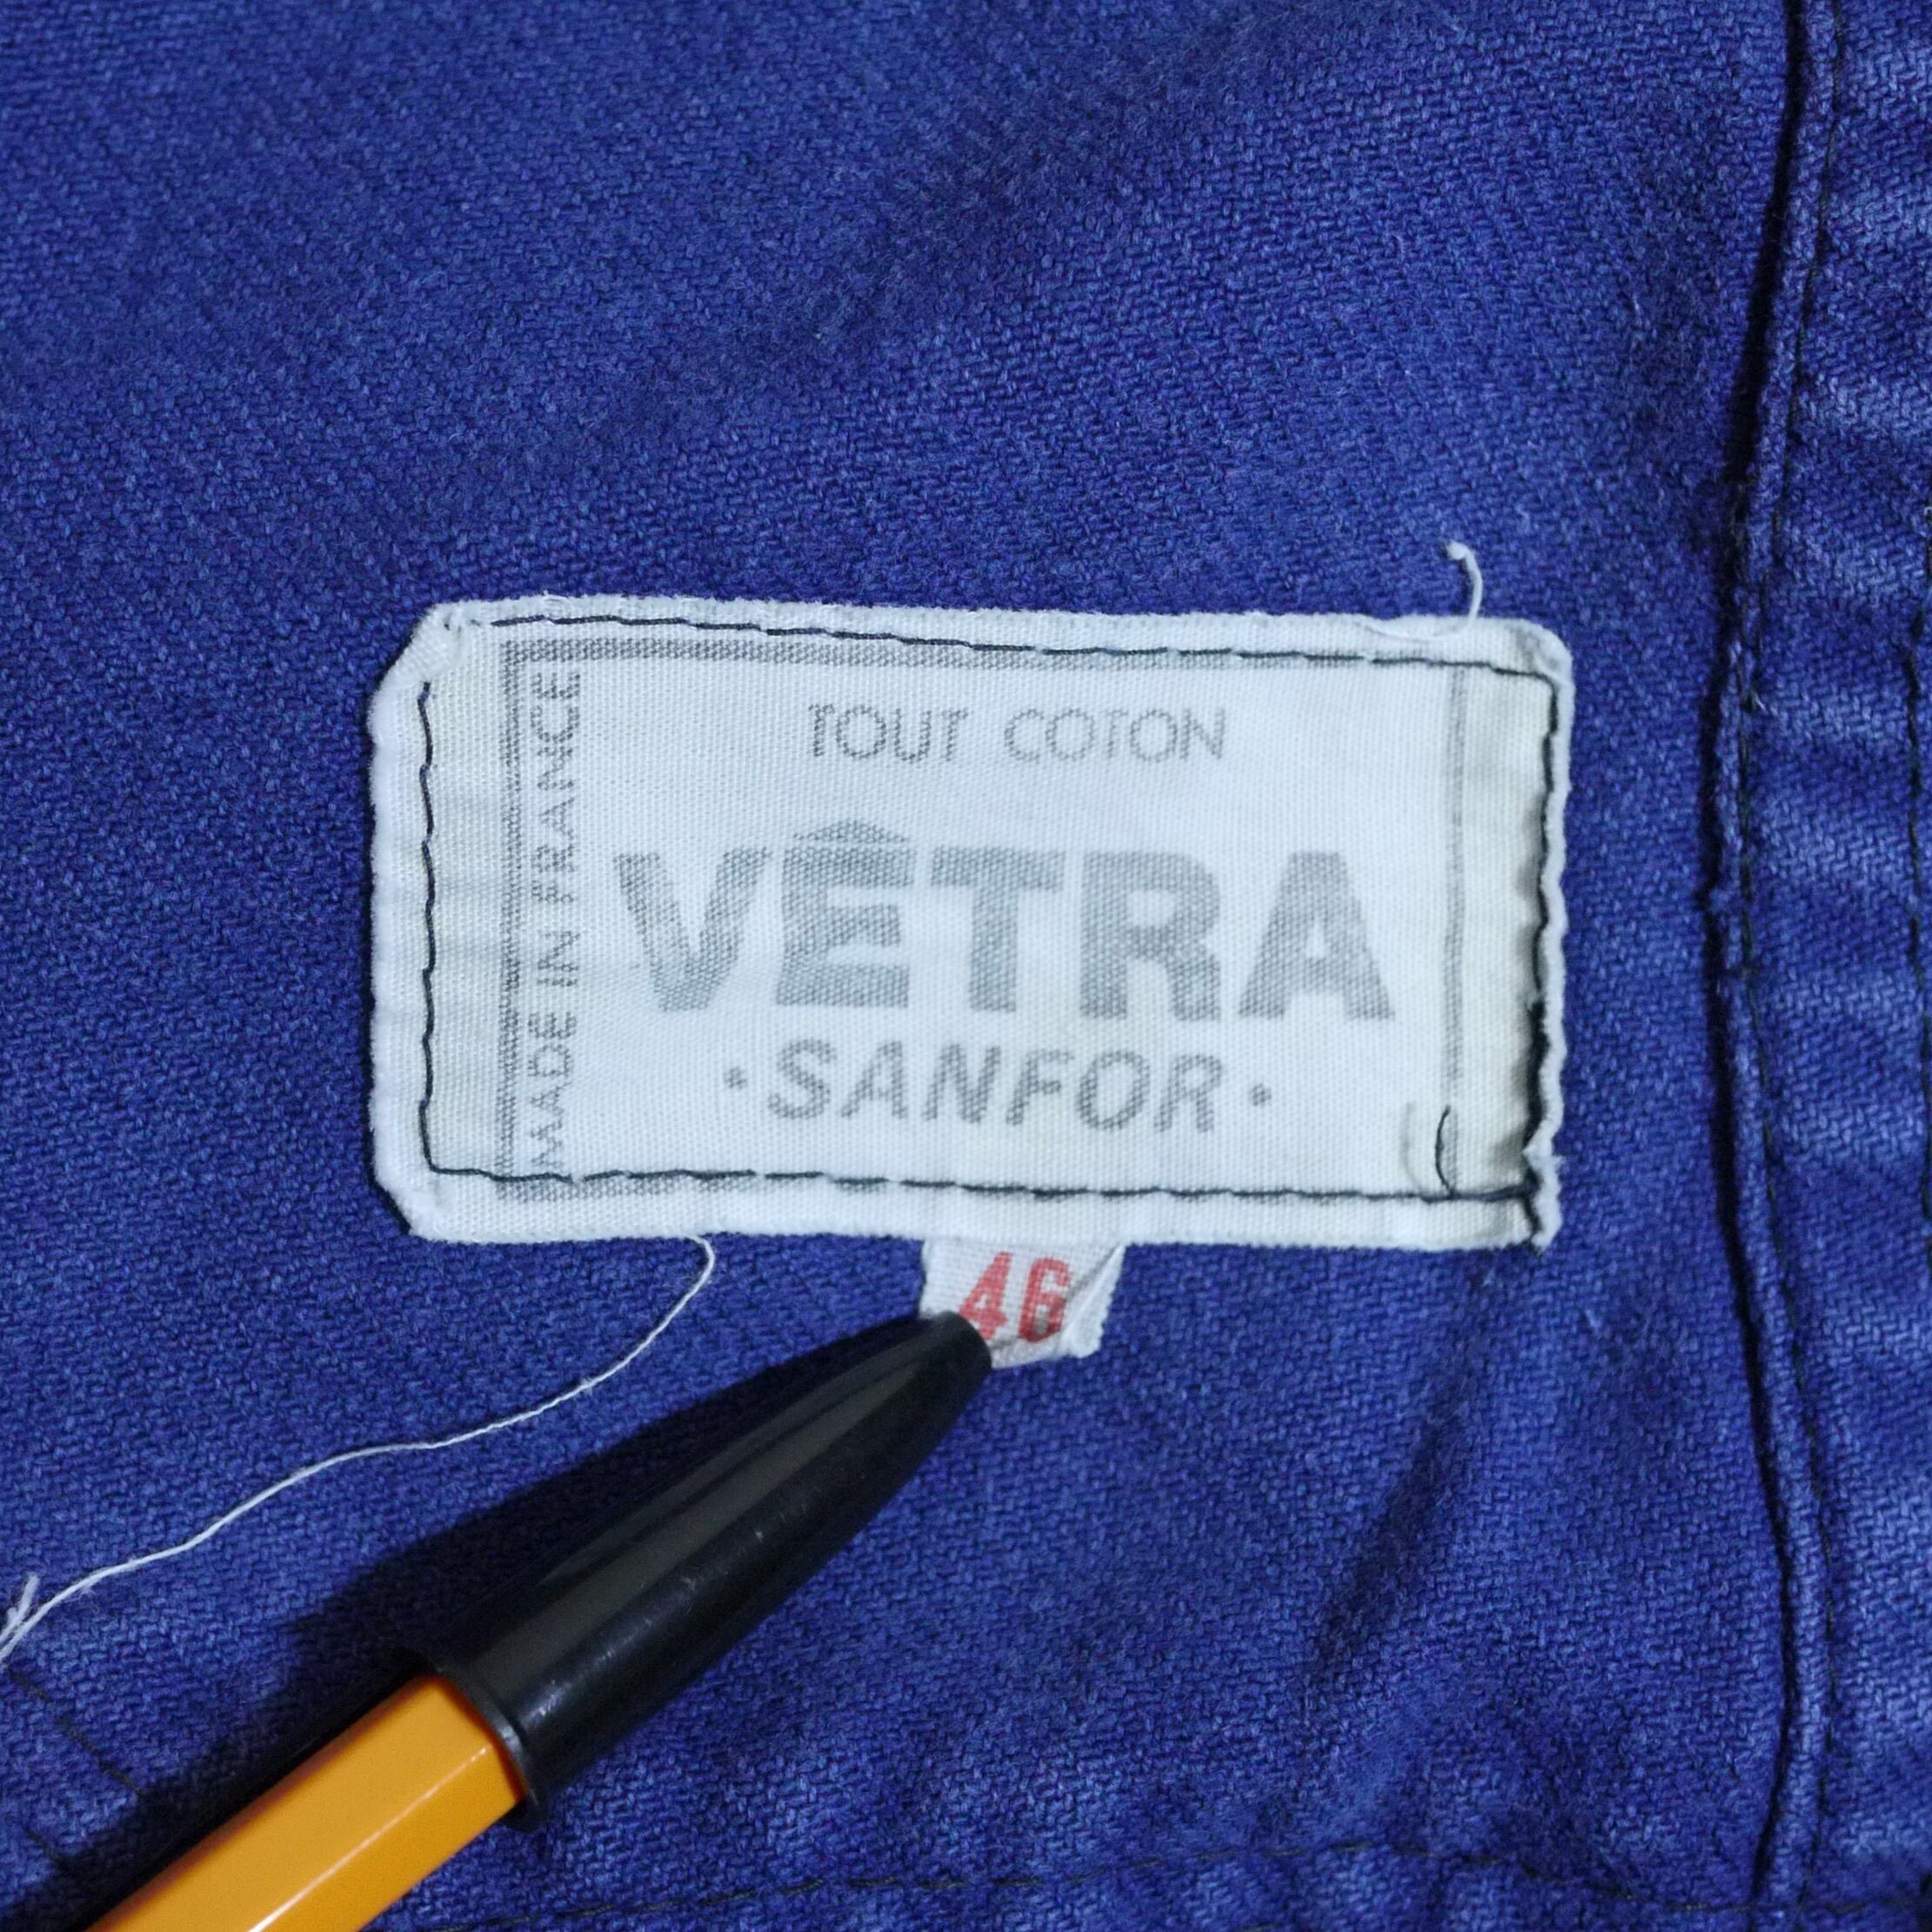 TOUT COTON
MADE IN FRANCE
VÊTRA
·SANFOR·
46